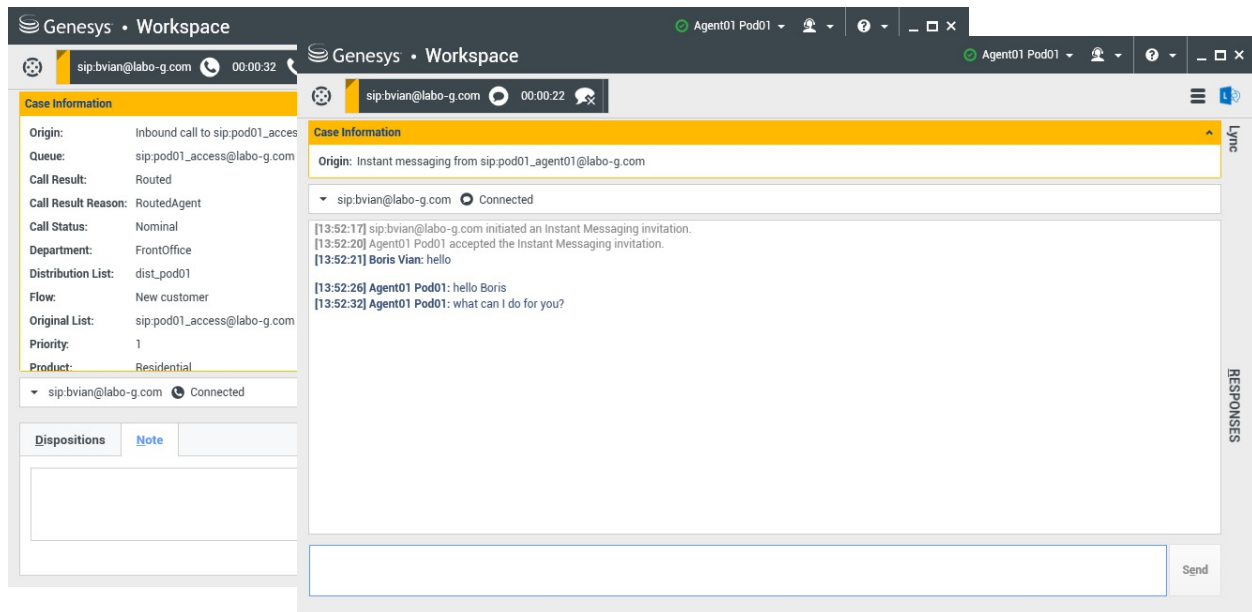 Genesys • Workspace
Agent01 Pod01
sip:bvian@labo-g.com 00:00:32
Case Information
Origin: Inbound call to sip:pod01_acces
Queue: sip:pod01_access@labo-g.com
Call Result: Routed
Call Result Reason: RoutedAgent
Call Status: Nominal
Department: FrontOffice
Distribution List: dist_pod01
Flow: New customer
Original List: sip:pod01_access@labo-g.com
Priority: 1
Product: Residential
sip:bvian@labo-g.com Connected
Dispositions Note
Genesys • Workspace
Agent01 Pod01
sip:bvian@labo-g.com 00:00:22
Case Information
Origin: Instant messaging from sip:pod01_agent01@labo-g.com
sip:bvian@labo-g.com Connected
[13:52:17] sip:bvian@labo-g.com initiated an Instant Messaging invitation.
[13:52:20] Agent01 Pod01 accepted the Instant Messaging invitation.
[13:52:21] Boris Vian: hello
[13:52:26] Agent01 Pod01: hello Boris
[13:52:32] Agent01 Pod01: what can I do for you?
Send
Lync
RESPONSES